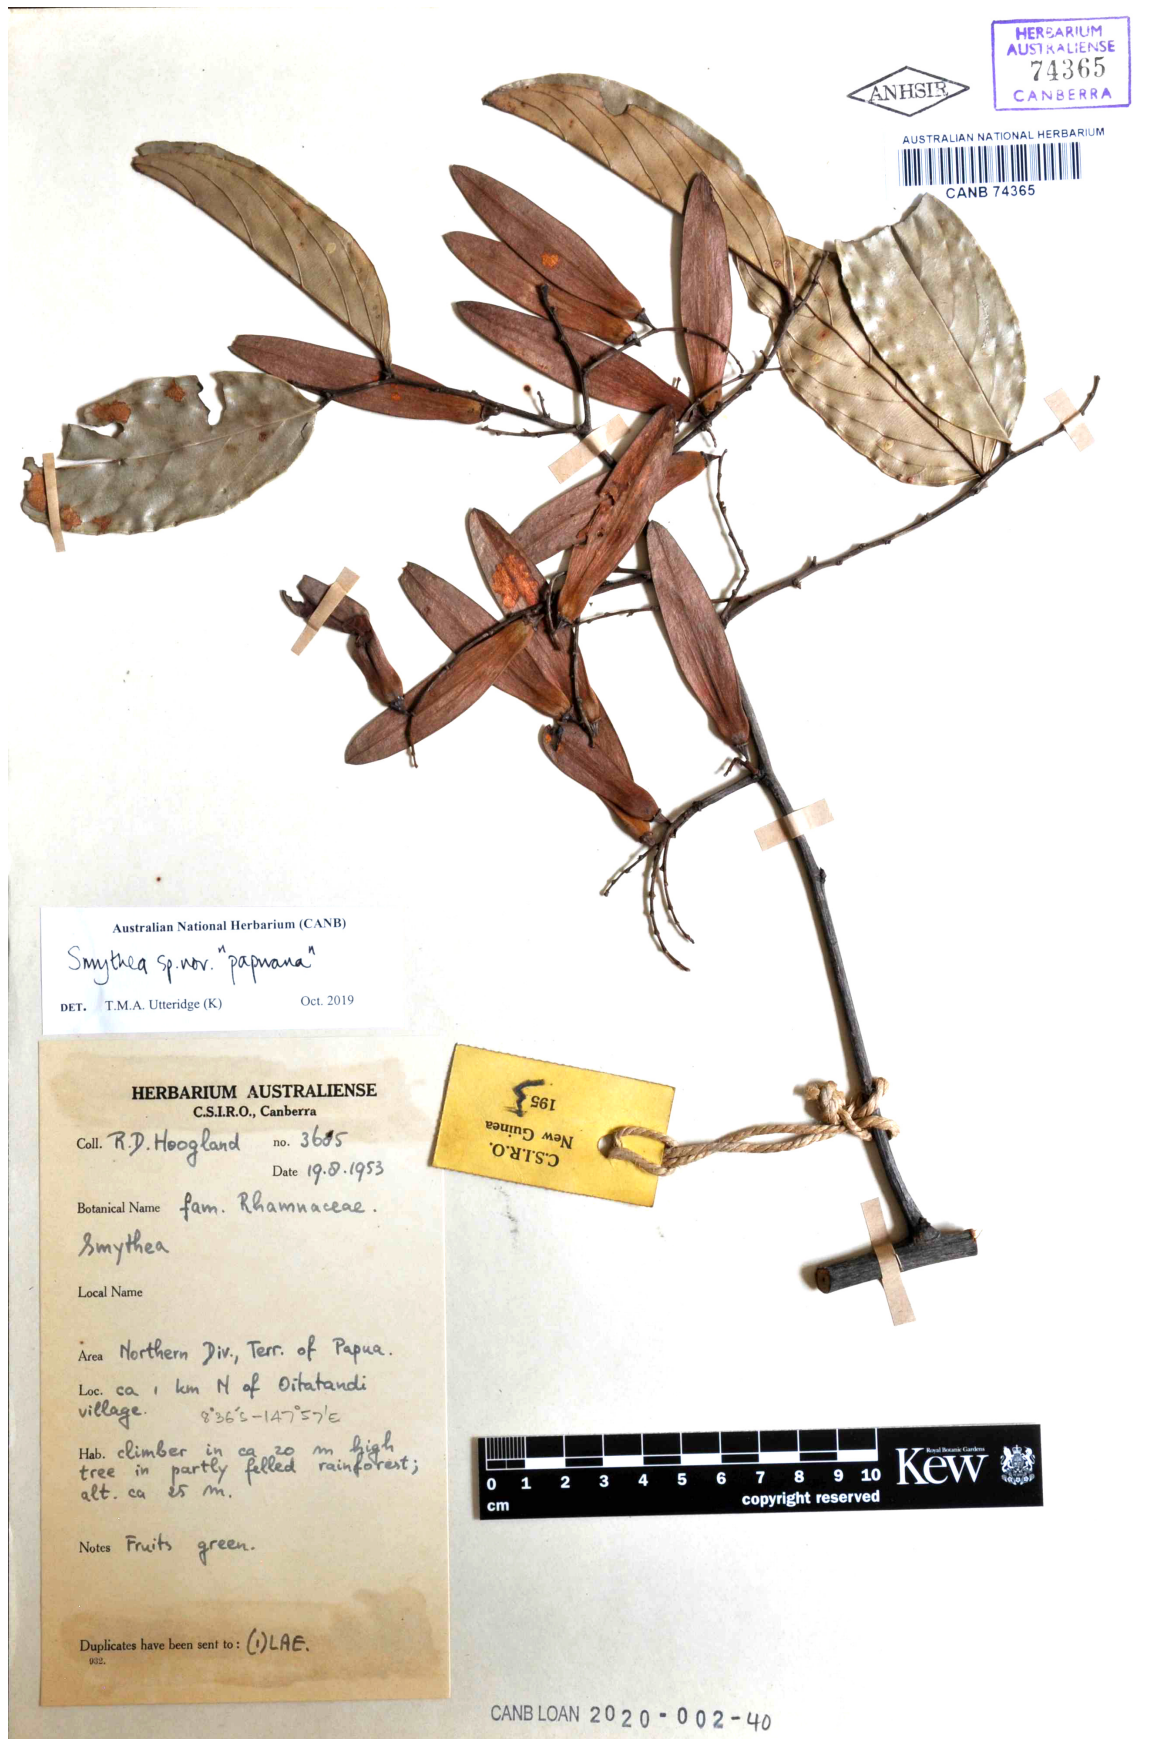 HERBARIUM
AUSTRALIENSE
74365
CANBERRA
ANHSIR
AUSTRALIAN NATIONAL HERBARIUM
CANB 74365
Australian National Herbarium (CANB)
Smythea sp. nov. "papuana"
DET. T.M.A. Utteridge (K) Oct. 2019
HERBARIUM AUSTRALIENSE
C.S.I.R.O., Canberra
Coll. R.D. Hoogland no.
Date 19.8.1953
Botanical Name fam. Rhamnaceae.
Smythea
Local Name
Area Northern Div., Terr. of Papua.
Loc. ca 1 km N of Oitatandi
village. 8°36'S-147°57'E
Hab. climber in ca 20 m high
tree in partly felled rainforest;
alt. ca 25 m.
Notes Fruits green.
Duplicates have been sent to: (1) LAE.
932.
C.S.I.R.O.
New Guinea
1953
0 1 2 3 4 5 6 7 8 9 10
cm
copyright reserved
Royal Botanic Gardens
Kew
CANB LOAN 2020-002-40